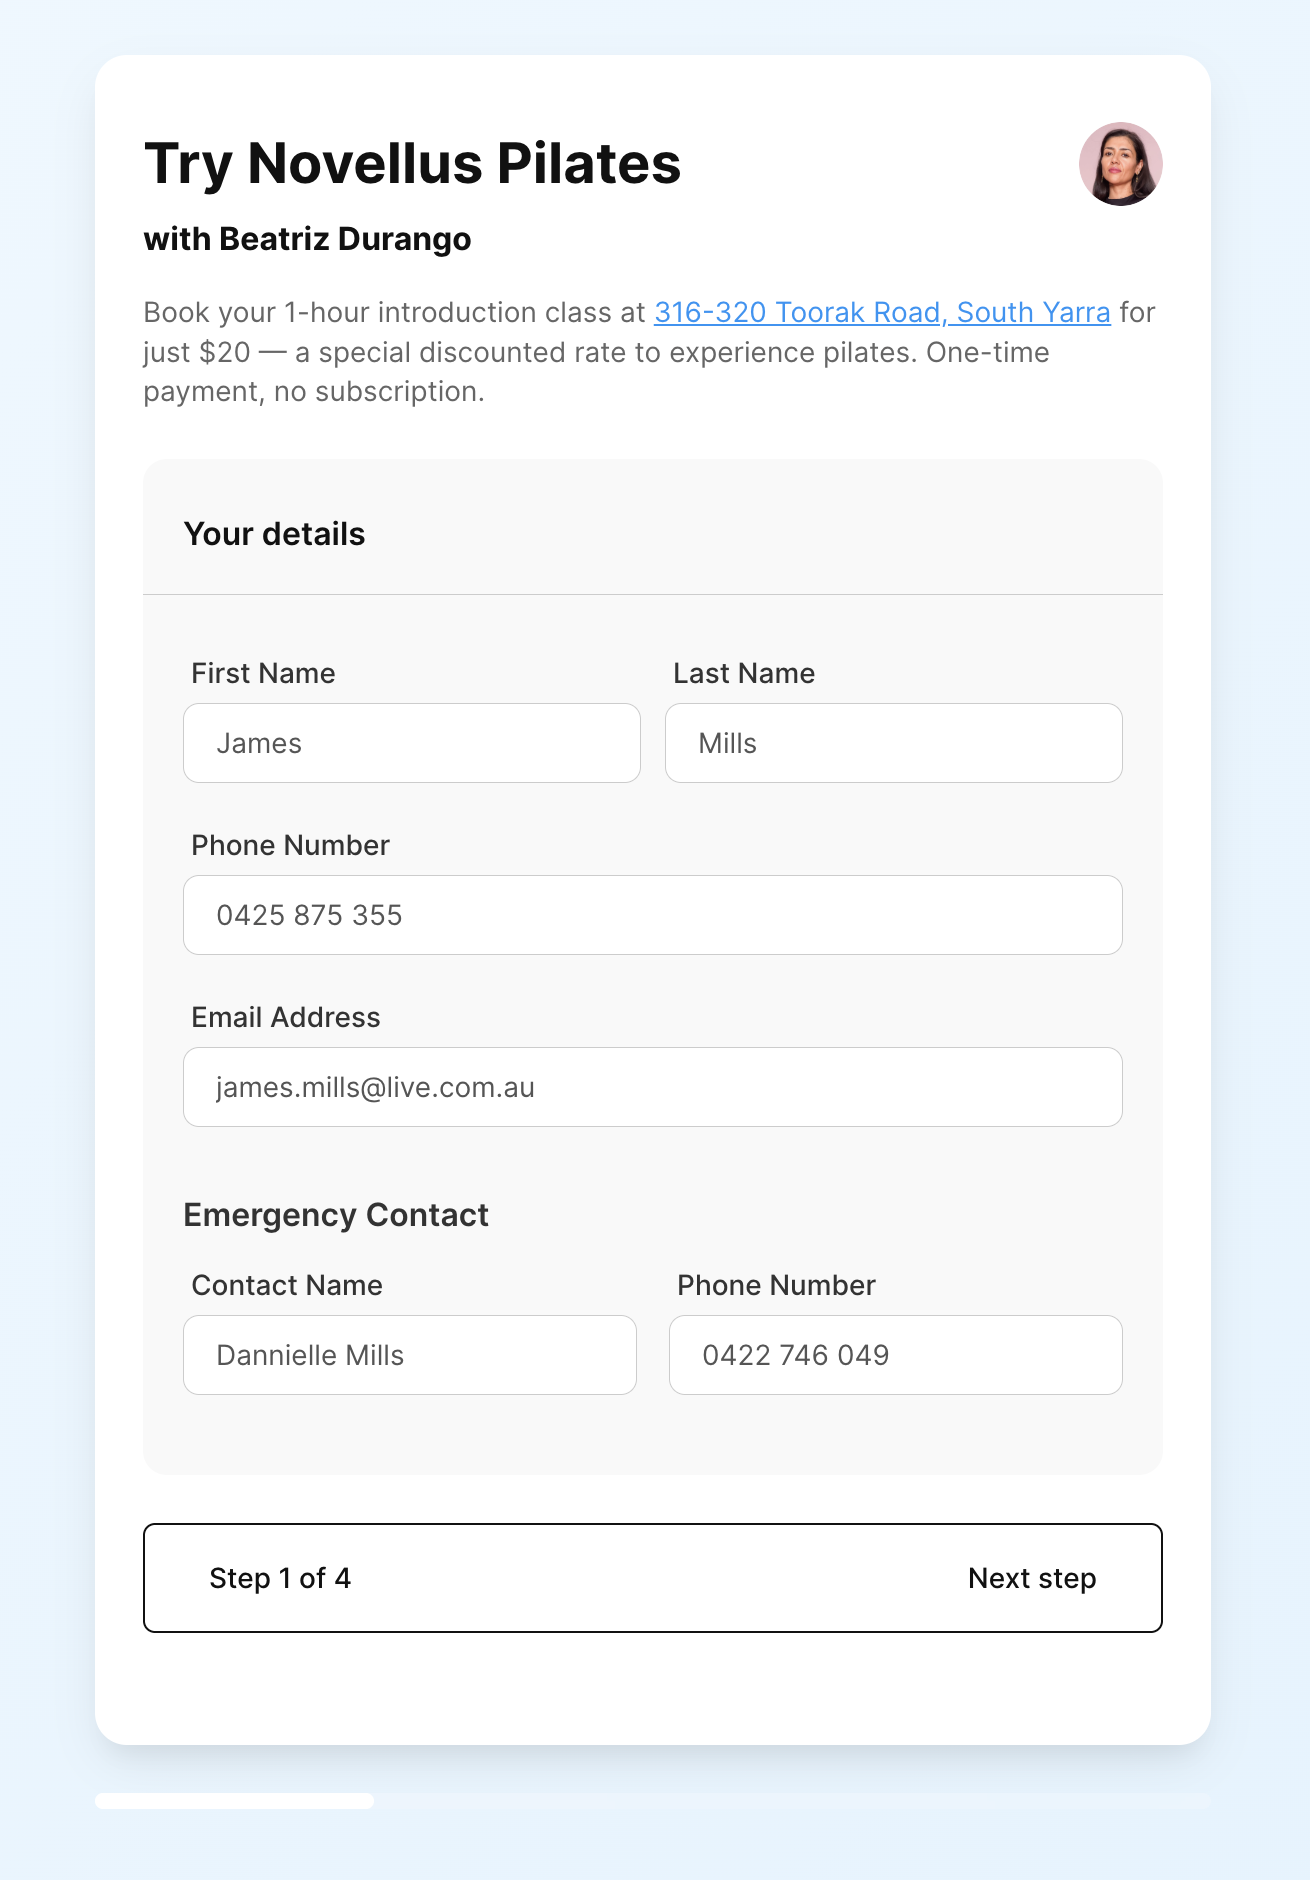 Try Novellus Pilates
with Beatriz Durango
Book your 1-hour introduction class at 316-320 Toorak Road, South Yarra for
just $20 — a special discounted rate to experience pilates. One-time
payment, no subscription.
Your details
First Name
Last Name
James
Mills
Phone Number
0425 875 355
Email Address
james.mills@live.com.au
Emergency Contact
Contact Name
Phone Number
Dannielle Mills
0422 746 049
Step 1 of 4
Next step